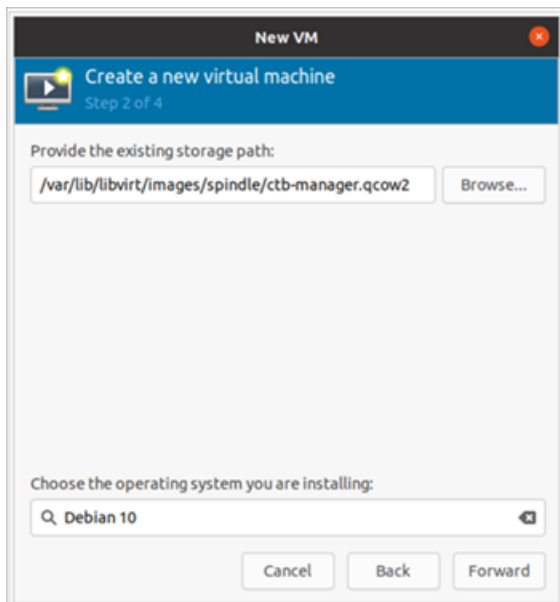 New VM
Create a new virtual machine
Step 2 of 4
Provide the existing storage path:
/var/lib/libvirt/images/spindle/ctb-manager.qcow2
Browse...
Choose the operating system you are installing:
Debian 10
Cancel
Back
Forward